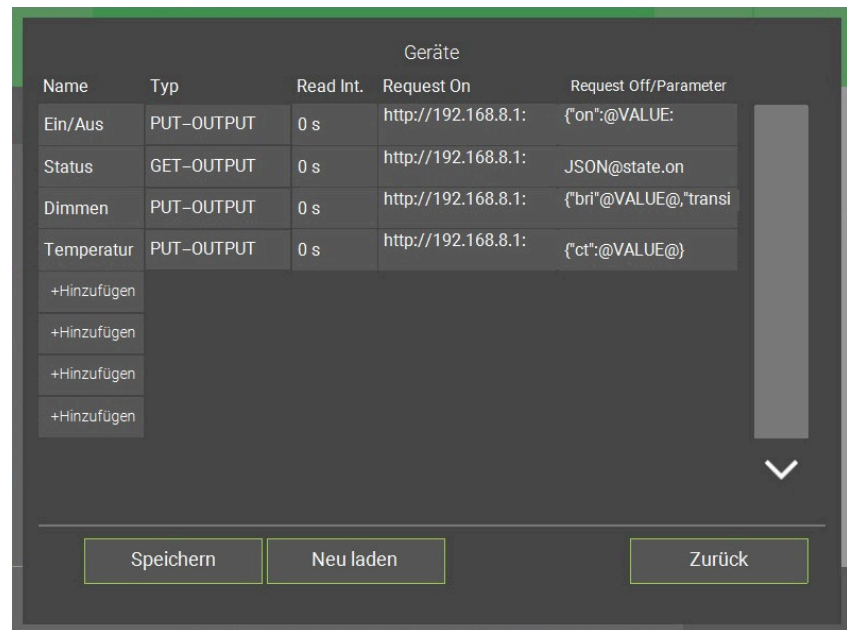 Geräte
Name Typ Read Int. Request On Request Off/Parameter
Ein/Aus PUT–OUTPUT 0 s http://192.168.8.1: {"on":@VALUE:
Status GET–OUTPUT 0 s http://192.168.8.1: JSON@state.on
Dimmen PUT–OUTPUT 0 s http://192.168.8.1: {"bri"@VALUE@,"transi
Temperatur PUT–OUTPUT 0 s http://192.168.8.1: {"ct":@VALUE@}
+Hinzufügen
+Hinzufügen
+Hinzufügen
+Hinzufügen
Speichern Neu laden Zurück